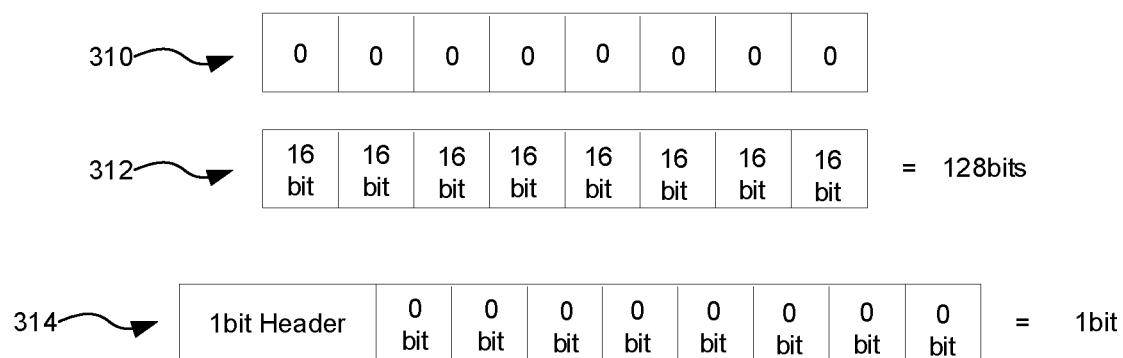 310 0 0 0 0 0 0 0 0
312 16 bit 16 bit 16 bit 16 bit 16 bit 16 bit 16 bit 16 bit = 128bits
314 1bit Header 0 bit 0 bit 0 bit 0 bit 0 bit 0 bit 0 bit 0 bit = 1bit